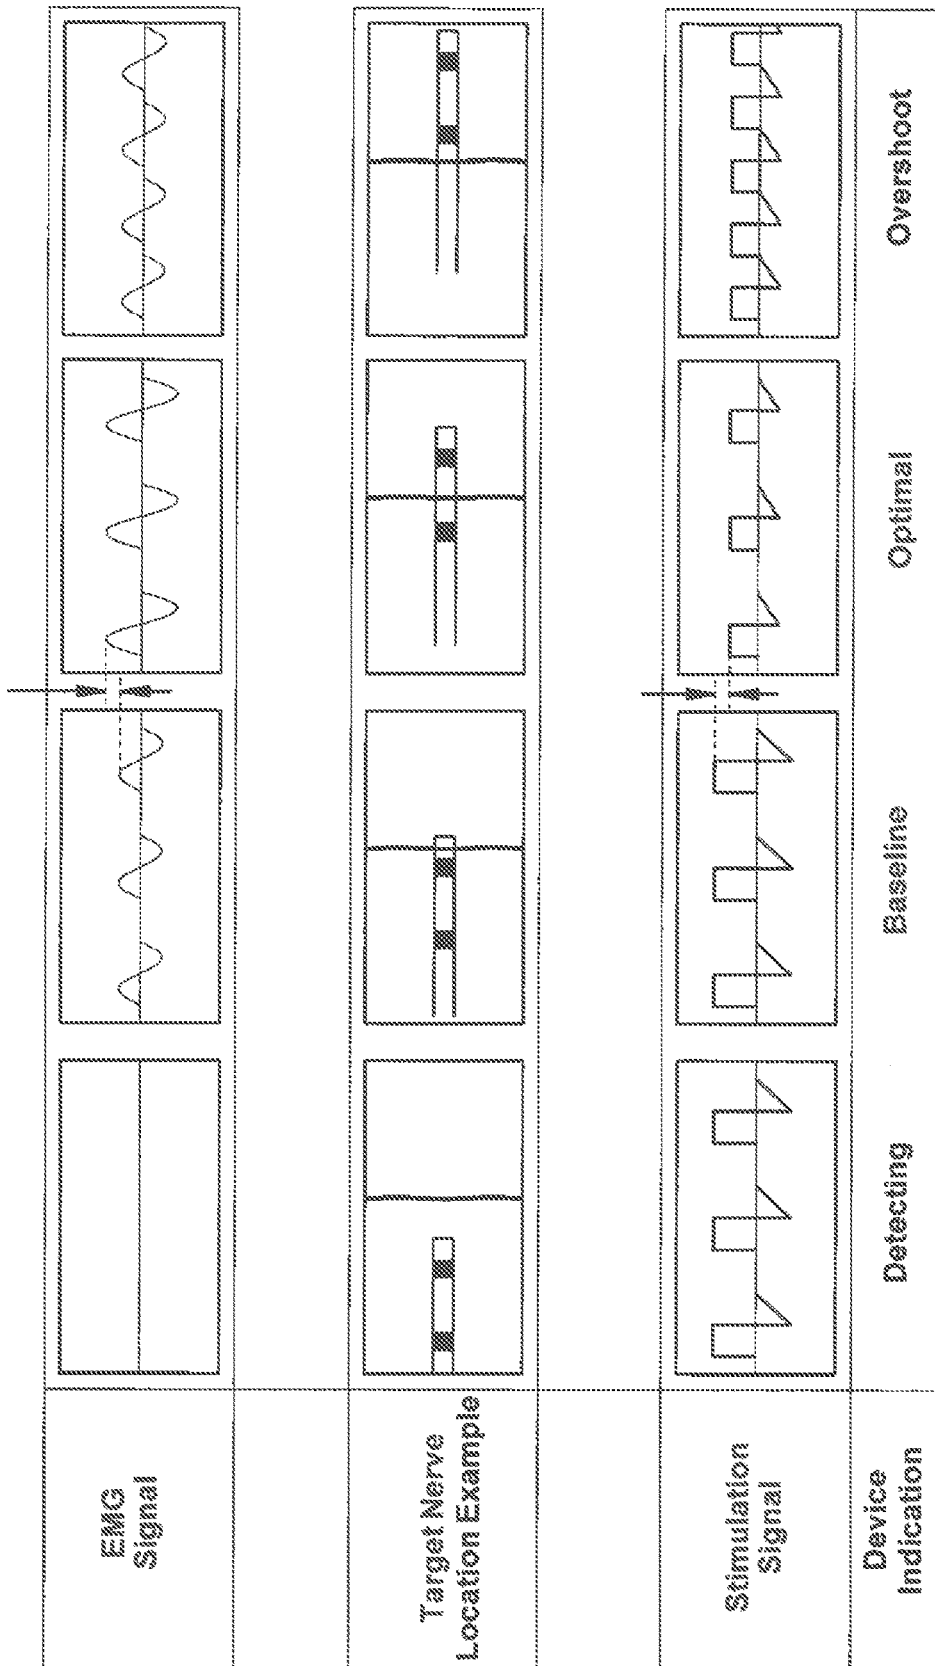 EMG
Signal
Target Nerve
Location Example
Stimulation
Signal
Device
Indication
Detecting
Baseline
Optimal
Overshoot